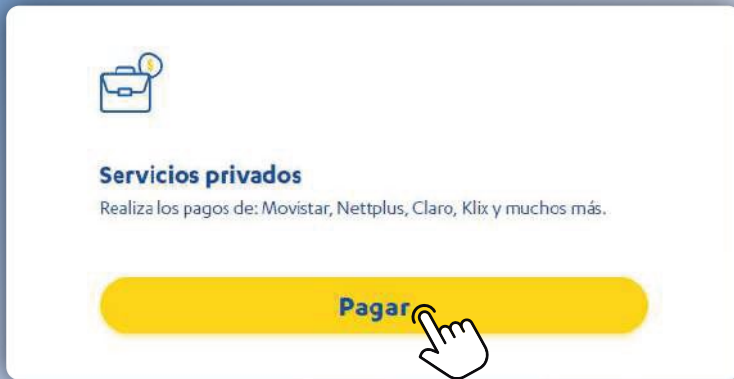 $
Servicios privados
Realiza los pagos de: Movistar, Nettplus, Claro, Klix y muchos más.
Pagar